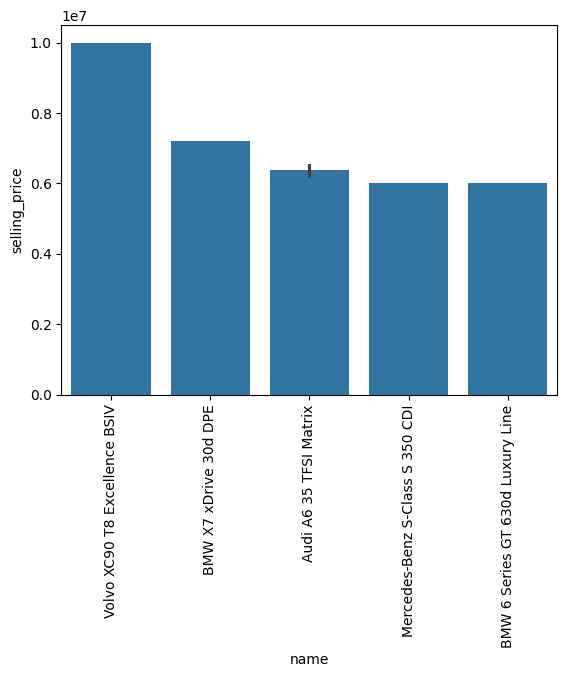 1e7
1.0
0.8
0.6
0.4
0.2
0.0
selling_price
Volvo XC90 T8 Excellence BSIV
BMW X7 xDrive 30d DPE
Audi A6 35 TFSI Matrix
Mercedes-Benz S-Class S 350 CDI
BMW 6 Series GT 630d Luxury Line
name